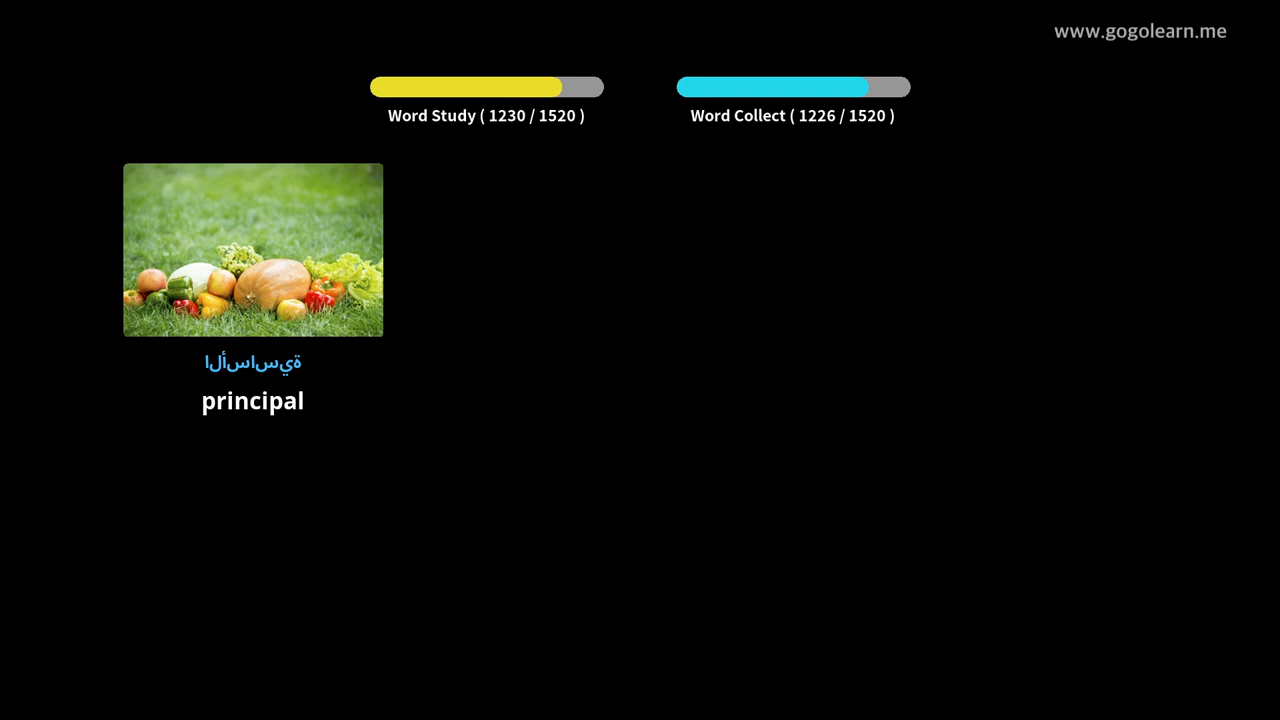 www.gogolearn.me
Word Study ( 1230 / 1520 )
Word Collect ( 1226 / 1520 )
الأساسية
principal